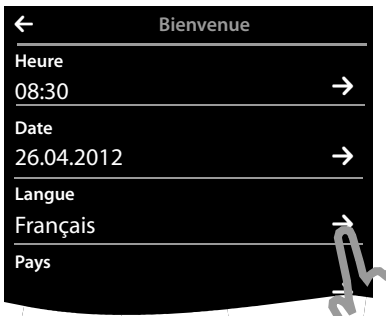 Bienvenue
Heure
08:30
Date
26.04.2012
Langue
Français
Pays